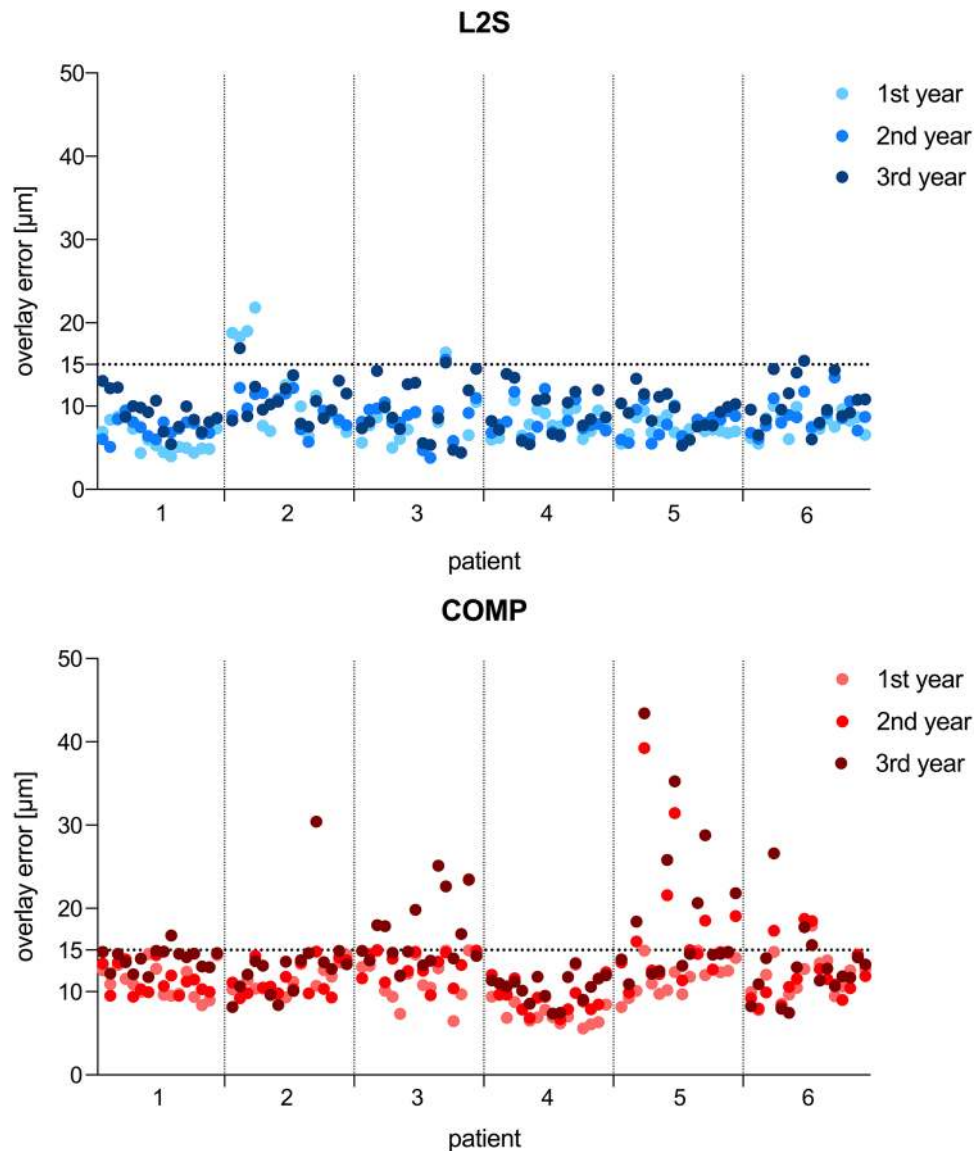 L2S
50
40
30
20
15
10
0
overlay error [µm]
1st year
2nd year
3rd year
1 2 3 4 5 6
patient
COMP
50
40
30
20
15
10
0
overlay error [µm]
1st year
2nd year
3rd year
1 2 3 4 5 6
patient